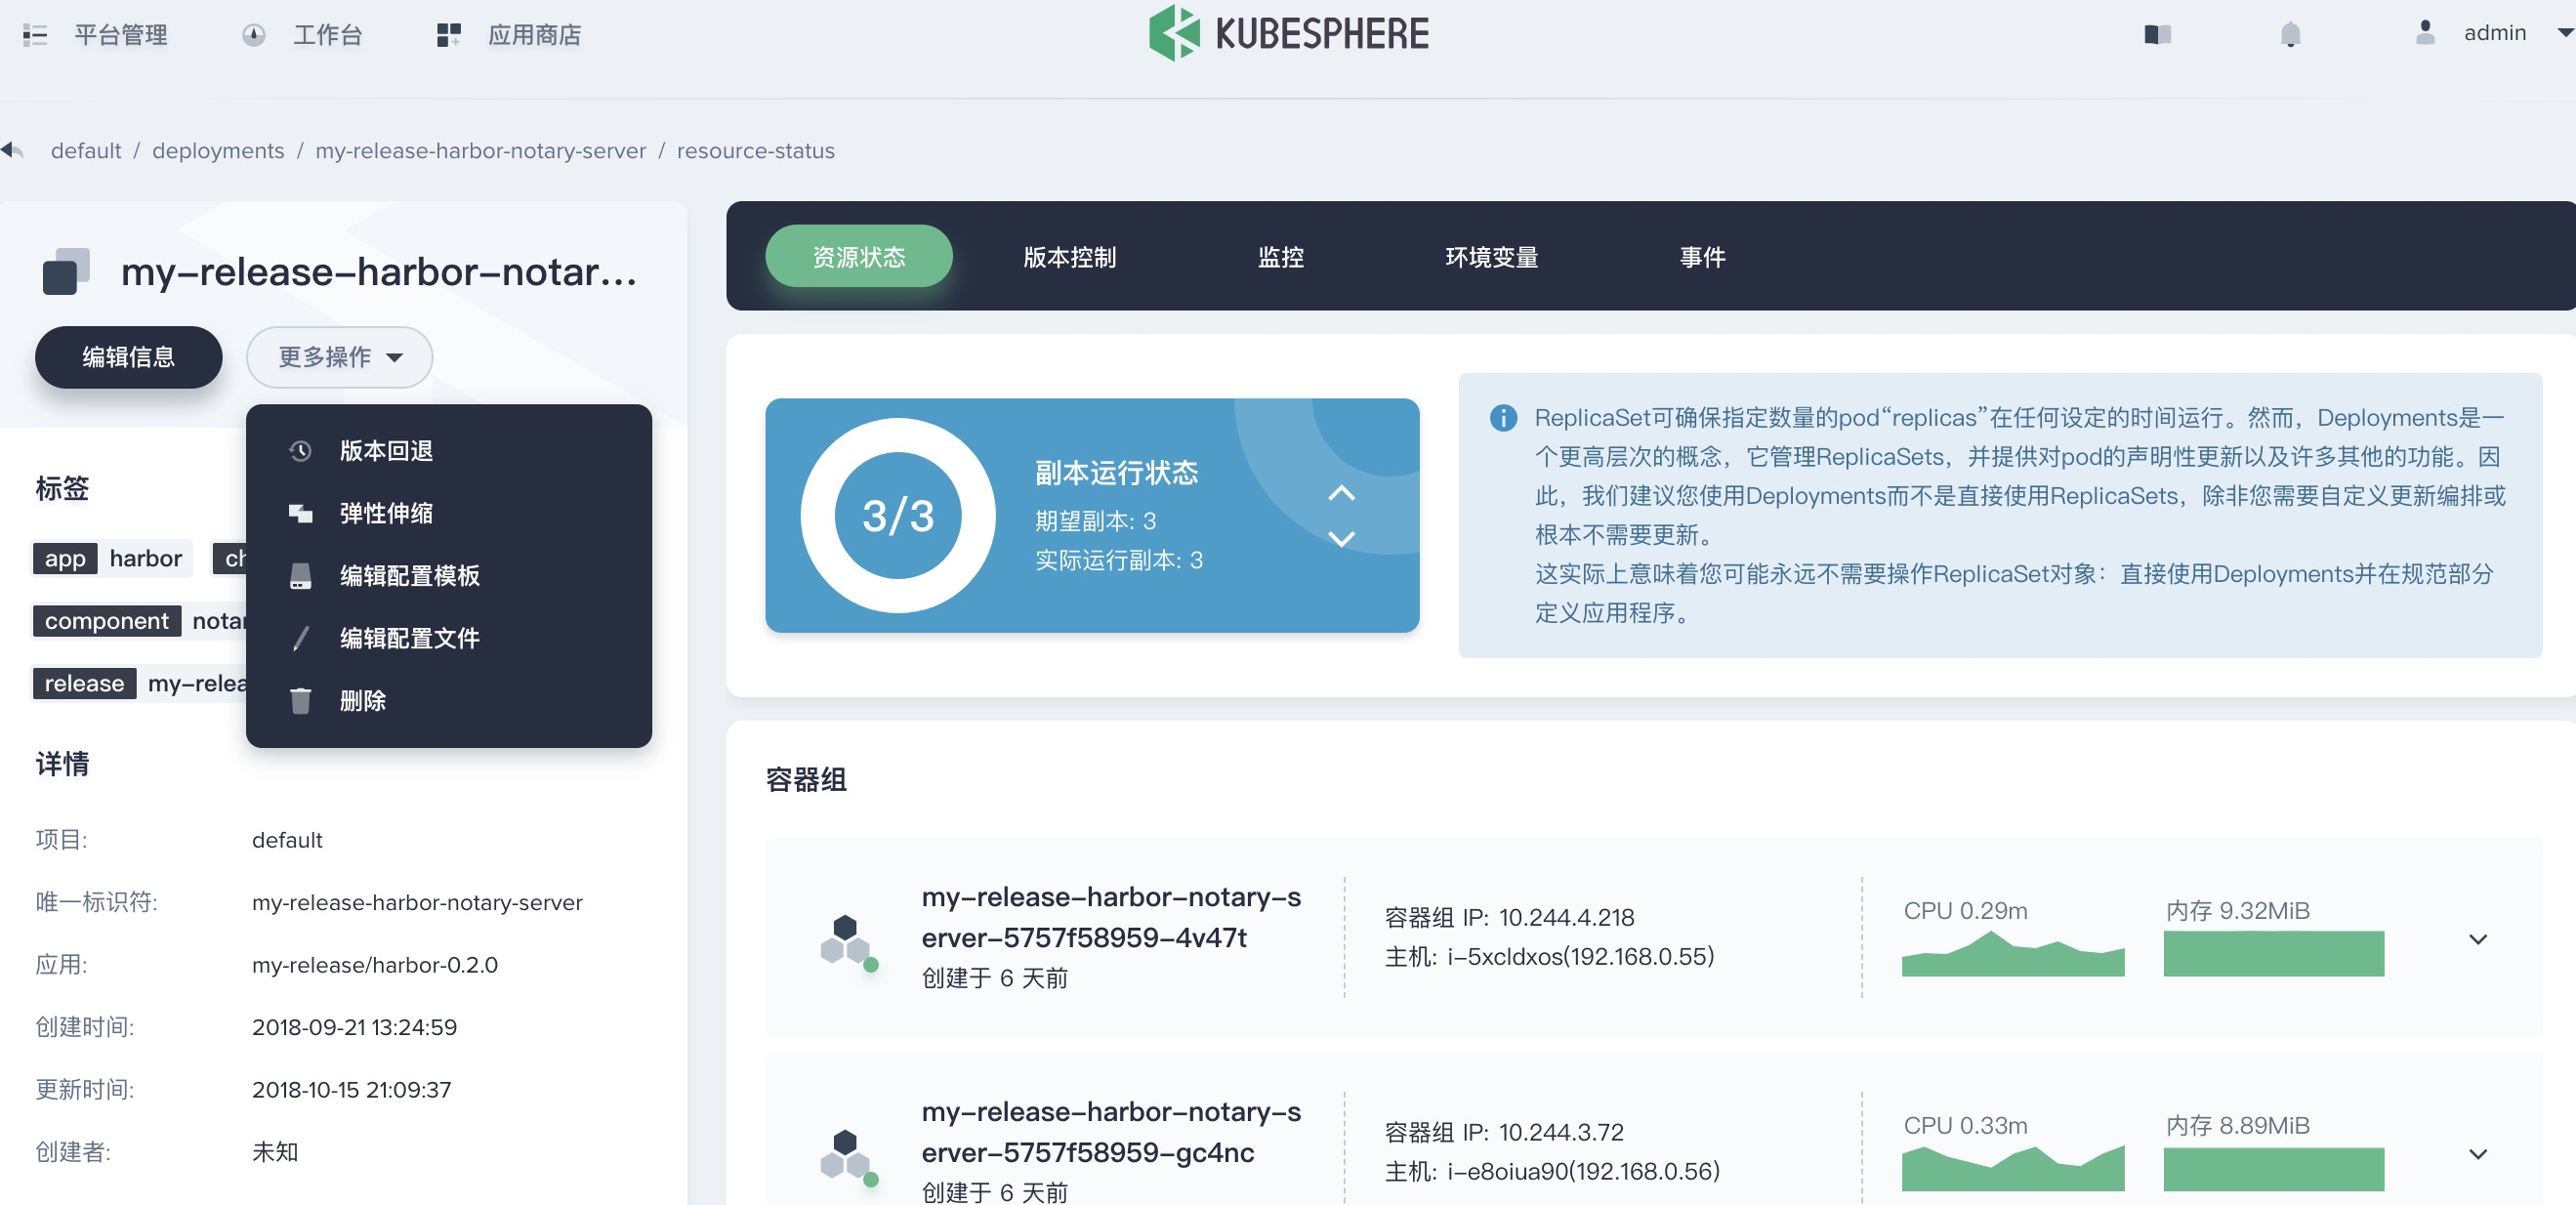 平台管理
工作台
应用商店
KUBESPHERE
admin
default / deployments / my-release-harbor-notary-server / resource-status
my-release-harbor-notar...
编辑信息
更多操作
版本回退
弹性伸缩
编辑配置模板
编辑配置文件
删除
标签
app harbor
component
release
详情
项目: default
唯一标识符: my-release-harbor-notary-server
应用: my-release/harbor-0.2.0
创建时间: 2018-09-21 13:24:59
更新时间: 2018-10-15 21:09:37
创建者: 未知
资源状态
版本控制
监控
环境变量
事件
3/3
副本运行状态
期望副本: 3
实际运行副本: 3
ReplicaSet可确保指定数量的pod“replicas”在任何设定的时间运行。然而，Deployments是一
个更高层次的概念，它管理ReplicaSets，并提供对pod的声明性更新以及许多其他的功能。因
此，我们建议您使用Deployments而不是直接使用ReplicaSets，除非您需要自定义更新编排或
根本不需要更新。
这实际上意味着您可能永远不需要操作ReplicaSet对象：直接使用Deployments并在规范部分
定义应用程序。
容器组
my-release-harbor-notary-s
erver-5757f58959-4v47t
创建于 6 天前
容器组 IP: 10.244.4.218
主机: i-5xcldxos(192.168.0.55)
CPU 0.29m
内存 9.32MiB
my-release-harbor-notary-s
erver-5757f58959-gc4nc
创建于 6 天前
容器组 IP: 10.244.3.72
主机: i-e8oiua90(192.168.0.56)
CPU 0.33m
内存 8.89MiB